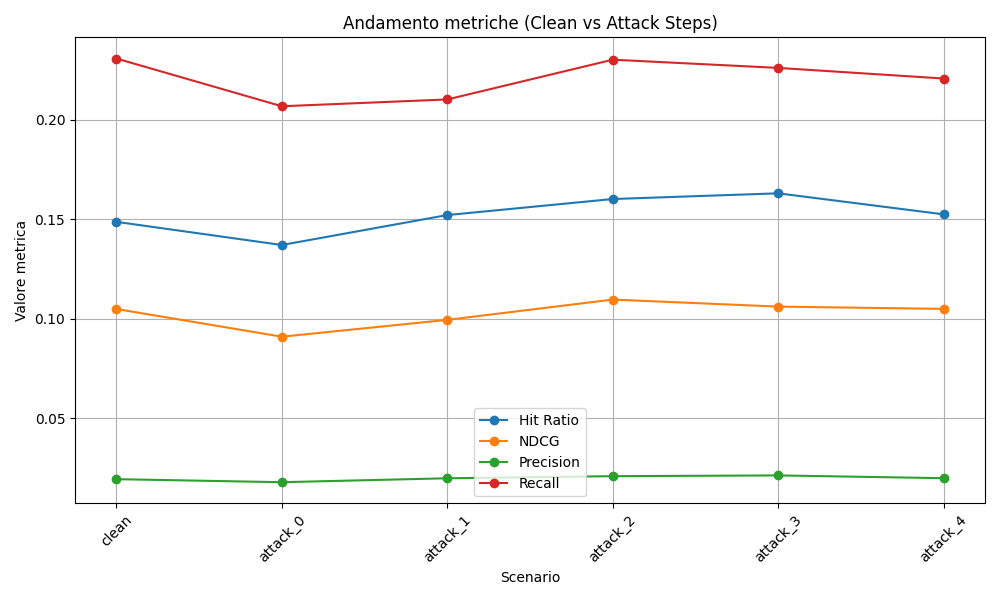 Andamento metriche (Clean vs Attack Steps)
Valore metrica
0.20
0.15
0.10
0.05
Hit Ratio
NDCG
Precision
Recall
clean
attack_0
attack_1
attack_2
attack_3
attack_4
Scenario